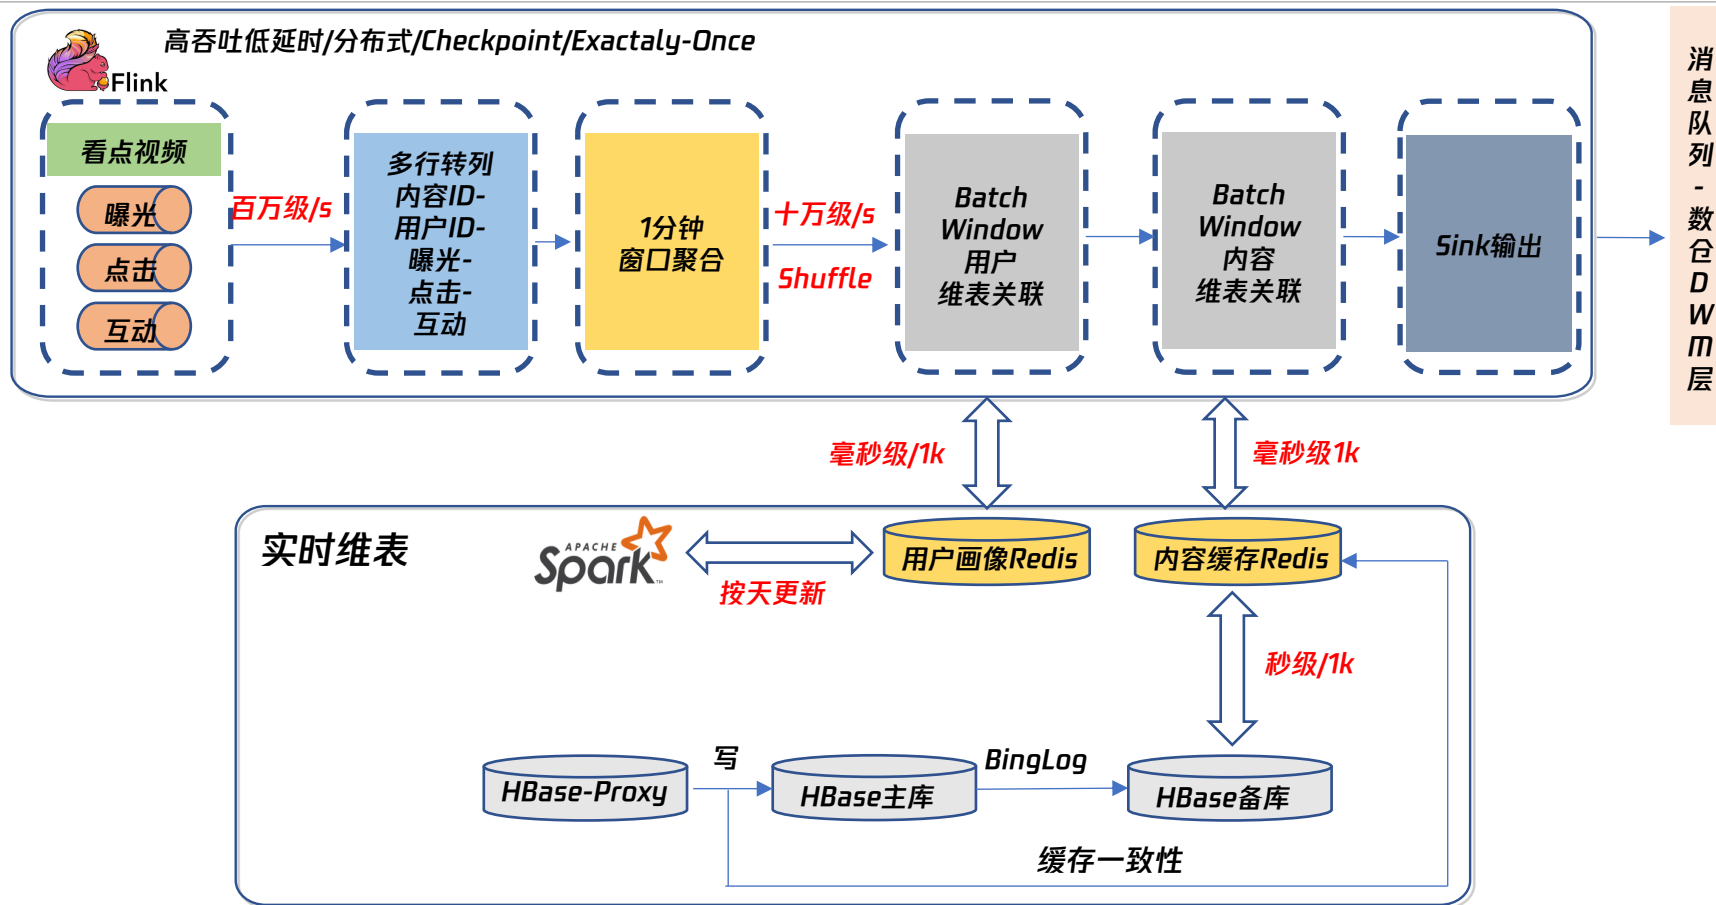 高吞吐低延时/分布式/Checkpoint/Exactaly-Once
Flink
看点视频
曝光
点击
互动
百万级/s
多行转列
内容ID-
用户ID-
曝光-
点击-
互动
1分钟
窗口聚合
十万级/s
Shuffle
Batch
Window
用户
维表关联
Batch
Window
内容
维表关联
Sink输出
消息队列-数仓DWM层
毫秒级/1k
毫秒级1k
实时维表
APACHE
Spark
TM
按天更新
用户画像Redis
内容缓存Redis
秒级/1k
HBase-Proxy
写
HBase主库
BingLog
HBase备库
缓存一致性